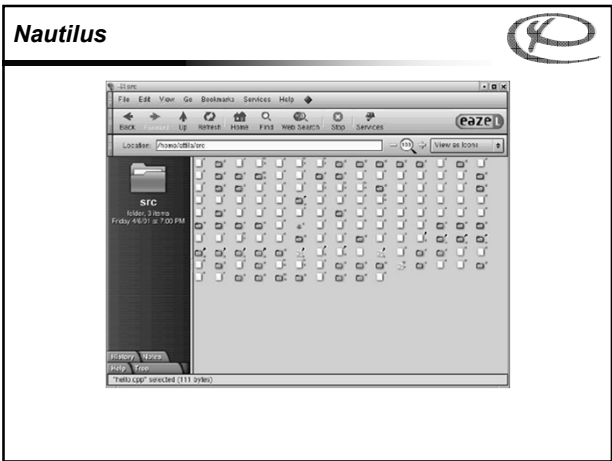 Nautilus
src
File Edit View Go Bookmarks Services Help
Back Forward Up Refresh Home Find Web Search Stop Services
eazel
Location: /home/attila/src
100 View as Icons
src
folder, 3 items
Friday 4/6/01 at 7:00 PM
History Notes
Help Tree
"hello.cpp" selected (111 bytes)